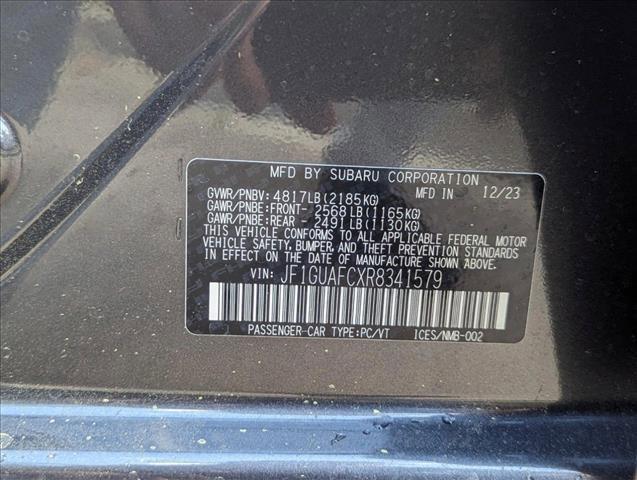 MFD BY SUBARU CORPORATION
GVWR/PNBV: 4817LB(2185KG) MFD IN 12/23
GAWR/PNBE:FRONT- 2568LB(1165KG)
GAWR/PNBE:REAR - 2491LB(1130KG)
THIS VEHICLE CONFORMS TO ALL APPLICABLE FEDERAL MOTOR
VEHICLE SAFETY, BUMPER, AND THEFT PREVENTION STANDARDS
IN EFFECT ON THE DATE OF MANUFACTURE SHOWN ABOVE.
VIN: JF1GUAFCXR8341579
PASSENGER-CAR TYPE:PC/VT ICES/NMB-002